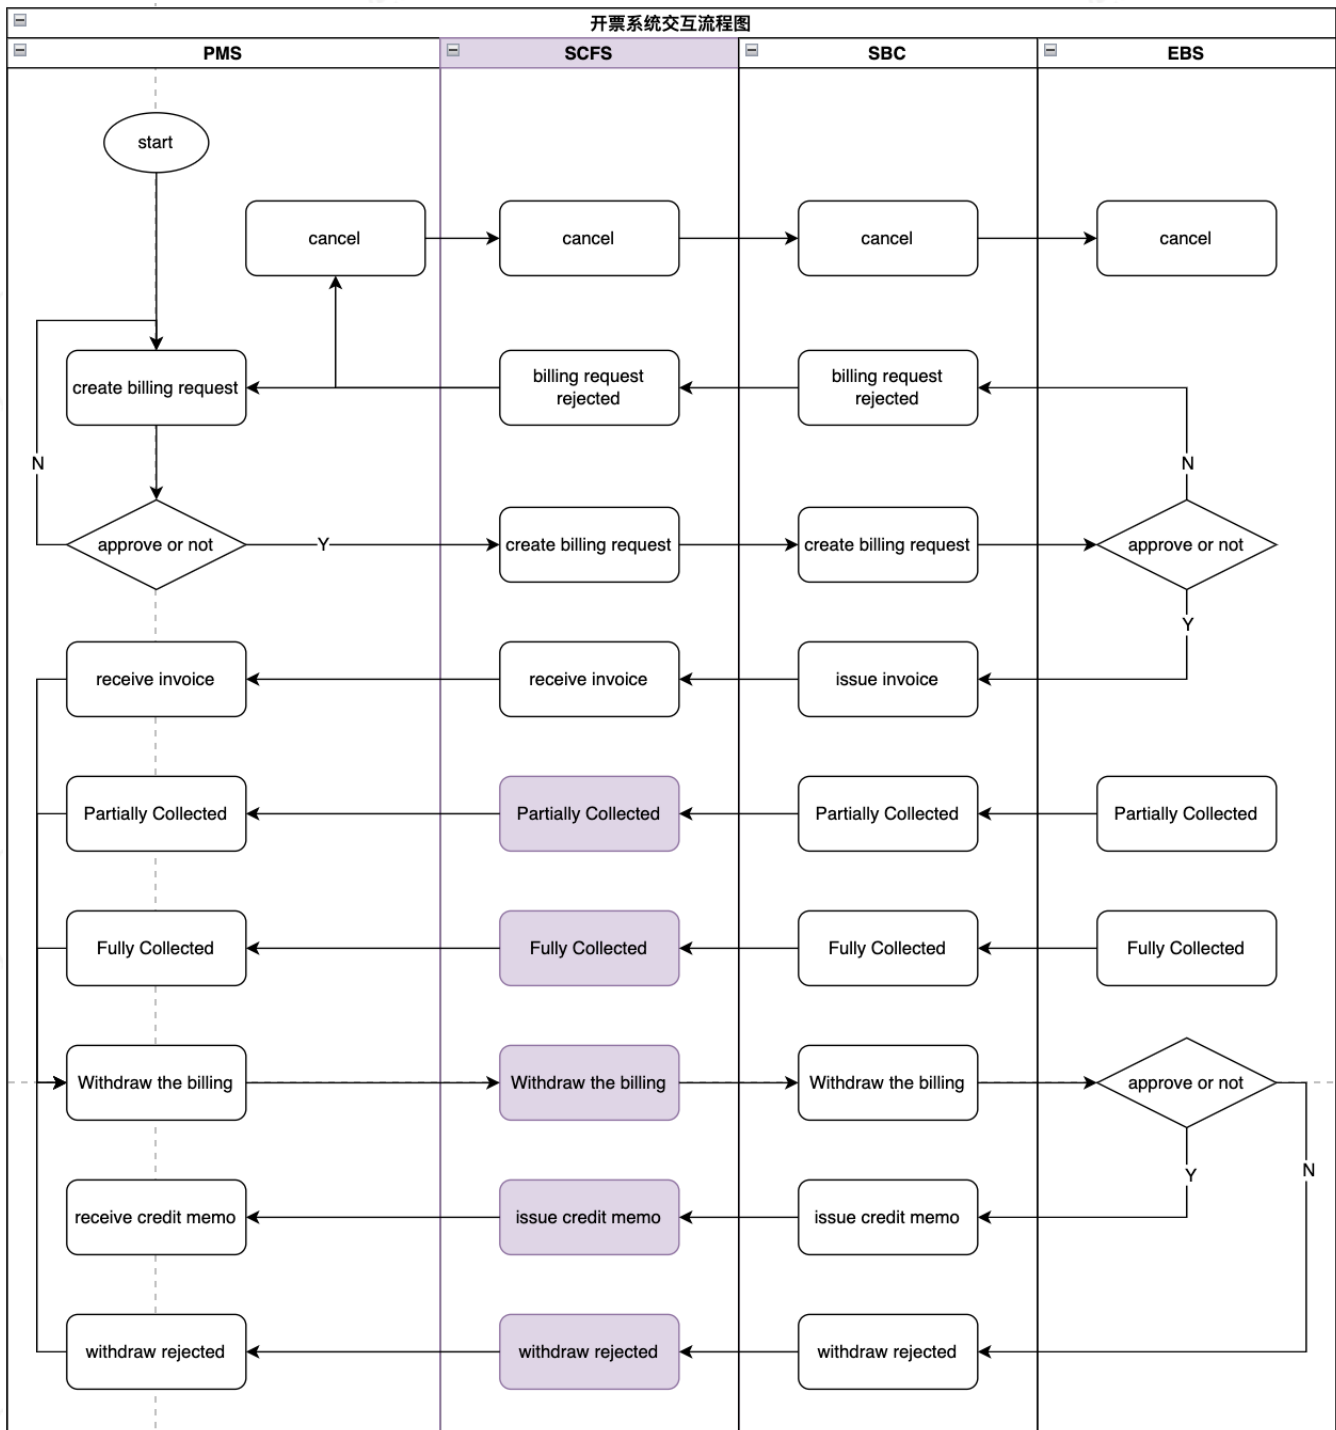 开票系统交互流程图
PMS
SCFS
SBC
EBS
start
cancel
cancel
cancel
cancel
create billing request
billing request
rejected
billing request
rejected
N
N
approve or not
Y
create billing request
create billing request
approve or not
Y
receive invoice
receive invoice
issue invoice
Partially Collected
Partially Collected
Partially Collected
Partially Collected
Fully Collected
Fully Collected
Fully Collected
Fully Collected
Withdraw the billing
Withdraw the billing
Withdraw the billing
approve or not
Y
N
receive credit memo
issue credit memo
issue credit memo
withdraw rejected
withdraw rejected
withdraw rejected